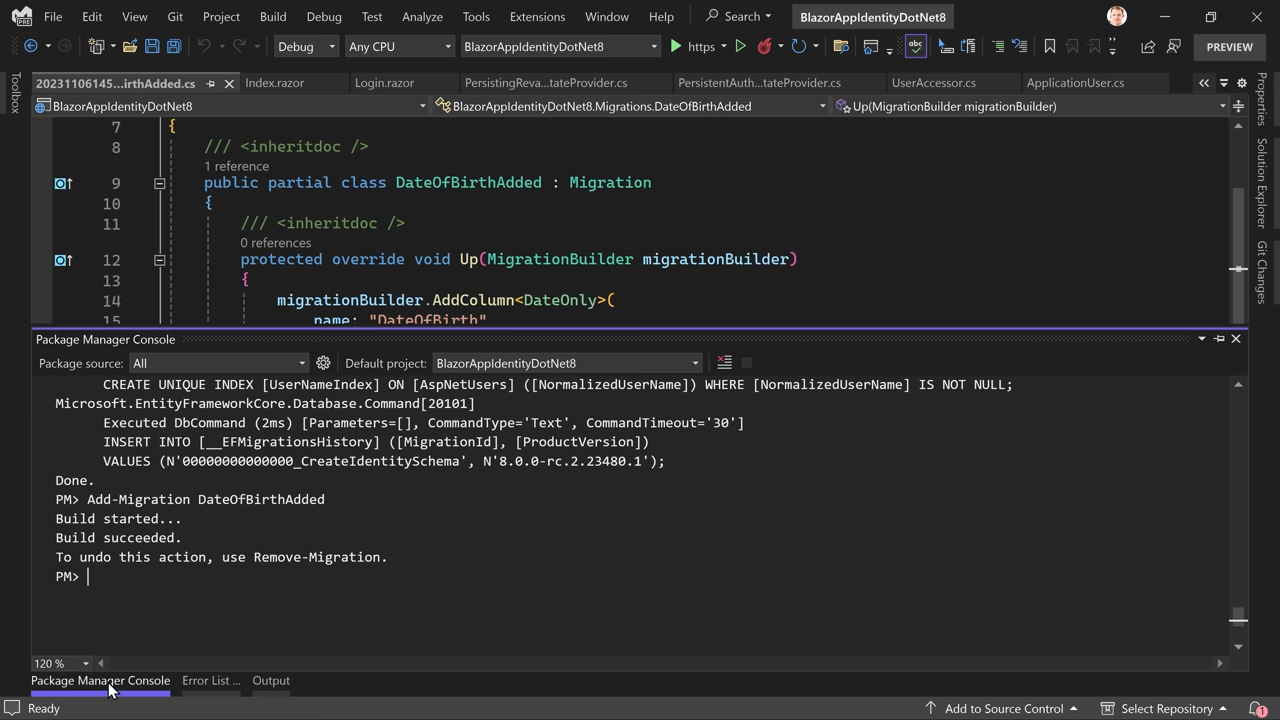 File Edit View Git Project Build Debug Test Analyze Tools Extensions Window Help Search BlazorAppIdentityDotNet8
Debug Any CPU BlazorAppIdentityDotNet8 https abc PREVIEW
20231106145...irthAdded.cs Index.razor Login.razor PersistingReva...tateProvider.cs PersistentAuth...tateProvider.cs UserAccessor.cs ApplicationUser.cs
BlazorAppIdentityDotNet8 BlazorAppIdentityDotNet8.Migrations.DateOfBirthAdded Up(MigrationBuilder migrationBuilder)
7 {
8 /// <inheritdoc />
1 reference
9 public partial class DateOfBirthAdded : Migration
10 {
11 /// <inheritdoc />
0 references
12 protected override void Up(MigrationBuilder migrationBuilder)
13 {
14 migrationBuilder.AddColumn<DateOnly>(
15 name: "DateOfBirth"
Package Manager Console
Package source: All Default project: BlazorAppIdentityDotNet8
CREATE UNIQUE INDEX [UserNameIndex] ON [AspNetUsers] ([NormalizedUserName]) WHERE [NormalizedUserName] IS NOT NULL;
Microsoft.EntityFrameworkCore.Database.Command[20101]
Executed DbCommand (2ms) [Parameters=[], CommandType='Text', CommandTimeout='30']
INSERT INTO [__EFMigrationsHistory] ([MigrationId], [ProductVersion])
VALUES (N'00000000000000_CreateIdentitySchema', N'8.0.0-rc.2.23480.1');
Done.
PM> Add-Migration DateOfBirthAdded
Build started...
Build succeeded.
To undo this action, use Remove-Migration.
PM>
120 %
Package Manager Console Error List ... Output
Ready Add to Source Control Select Repository 1
Toolbox
Properties
Solution Explorer
Git Changes
PRE